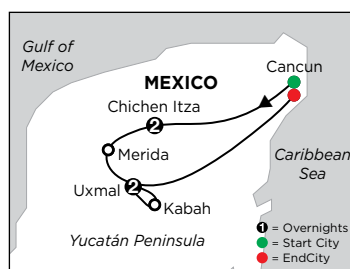 Gulf of
Mexico
MEXICO
Cancun
Chichen Itza
2
Merida
Caribbean
Sea
Uxmal
2
Kabah
Yucatán Peninsula
1 = Overnights
= Start City
= EndCity